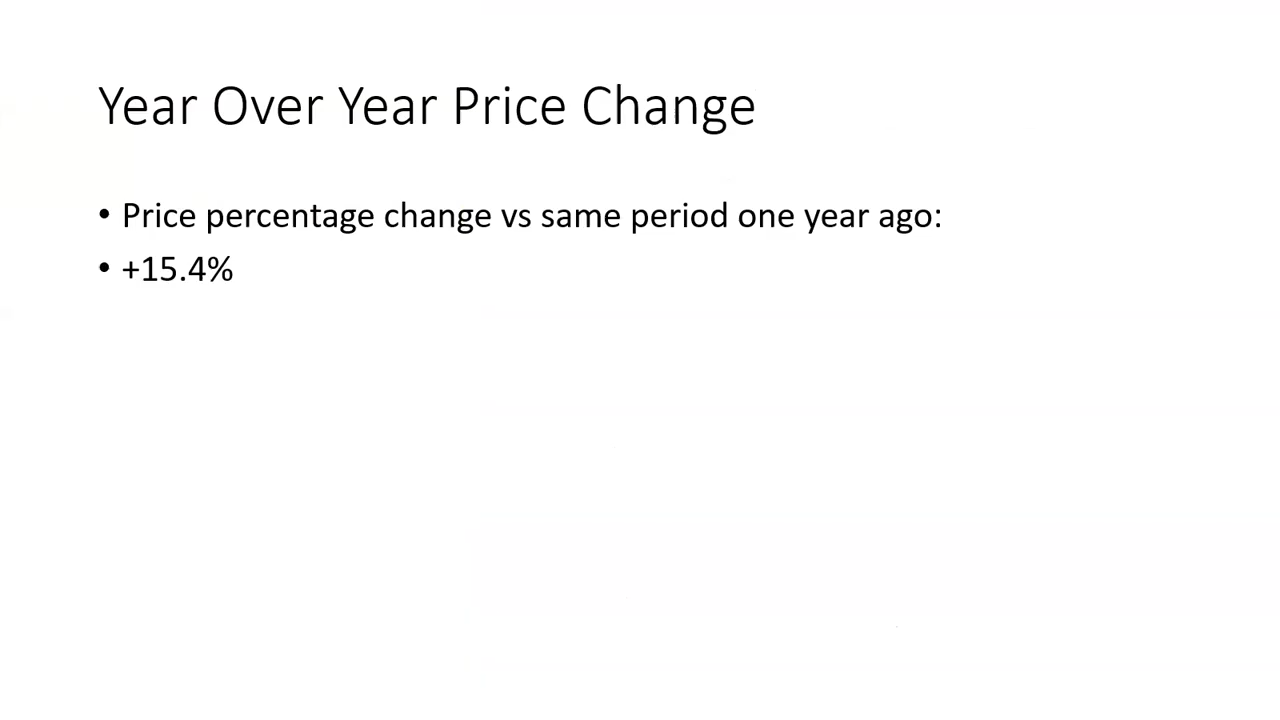 Year Over Year Price Change
• Price percentage change vs same period one year ago:
• +15.4%